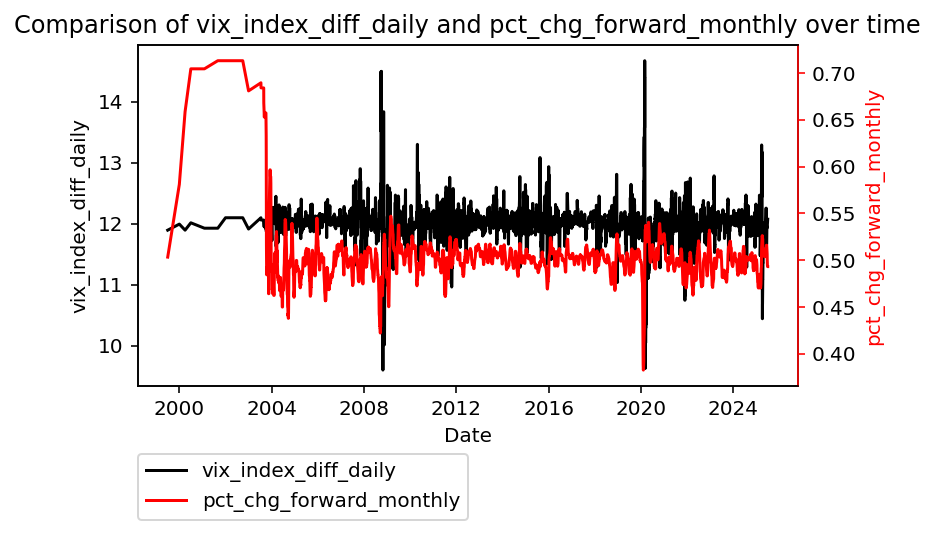 Comparison of vix_index_diff_daily and pct_chg_forward_monthly over time
vix_index_diff_daily
14
13
12
11
10
0.70
0.65
0.60
0.55
0.50
0.45
0.40
pct_chg_forward_monthly
2000 2004 2008 2012 2016 2020 2024
Date
vix_index_diff_daily
pct_chg_forward_monthly